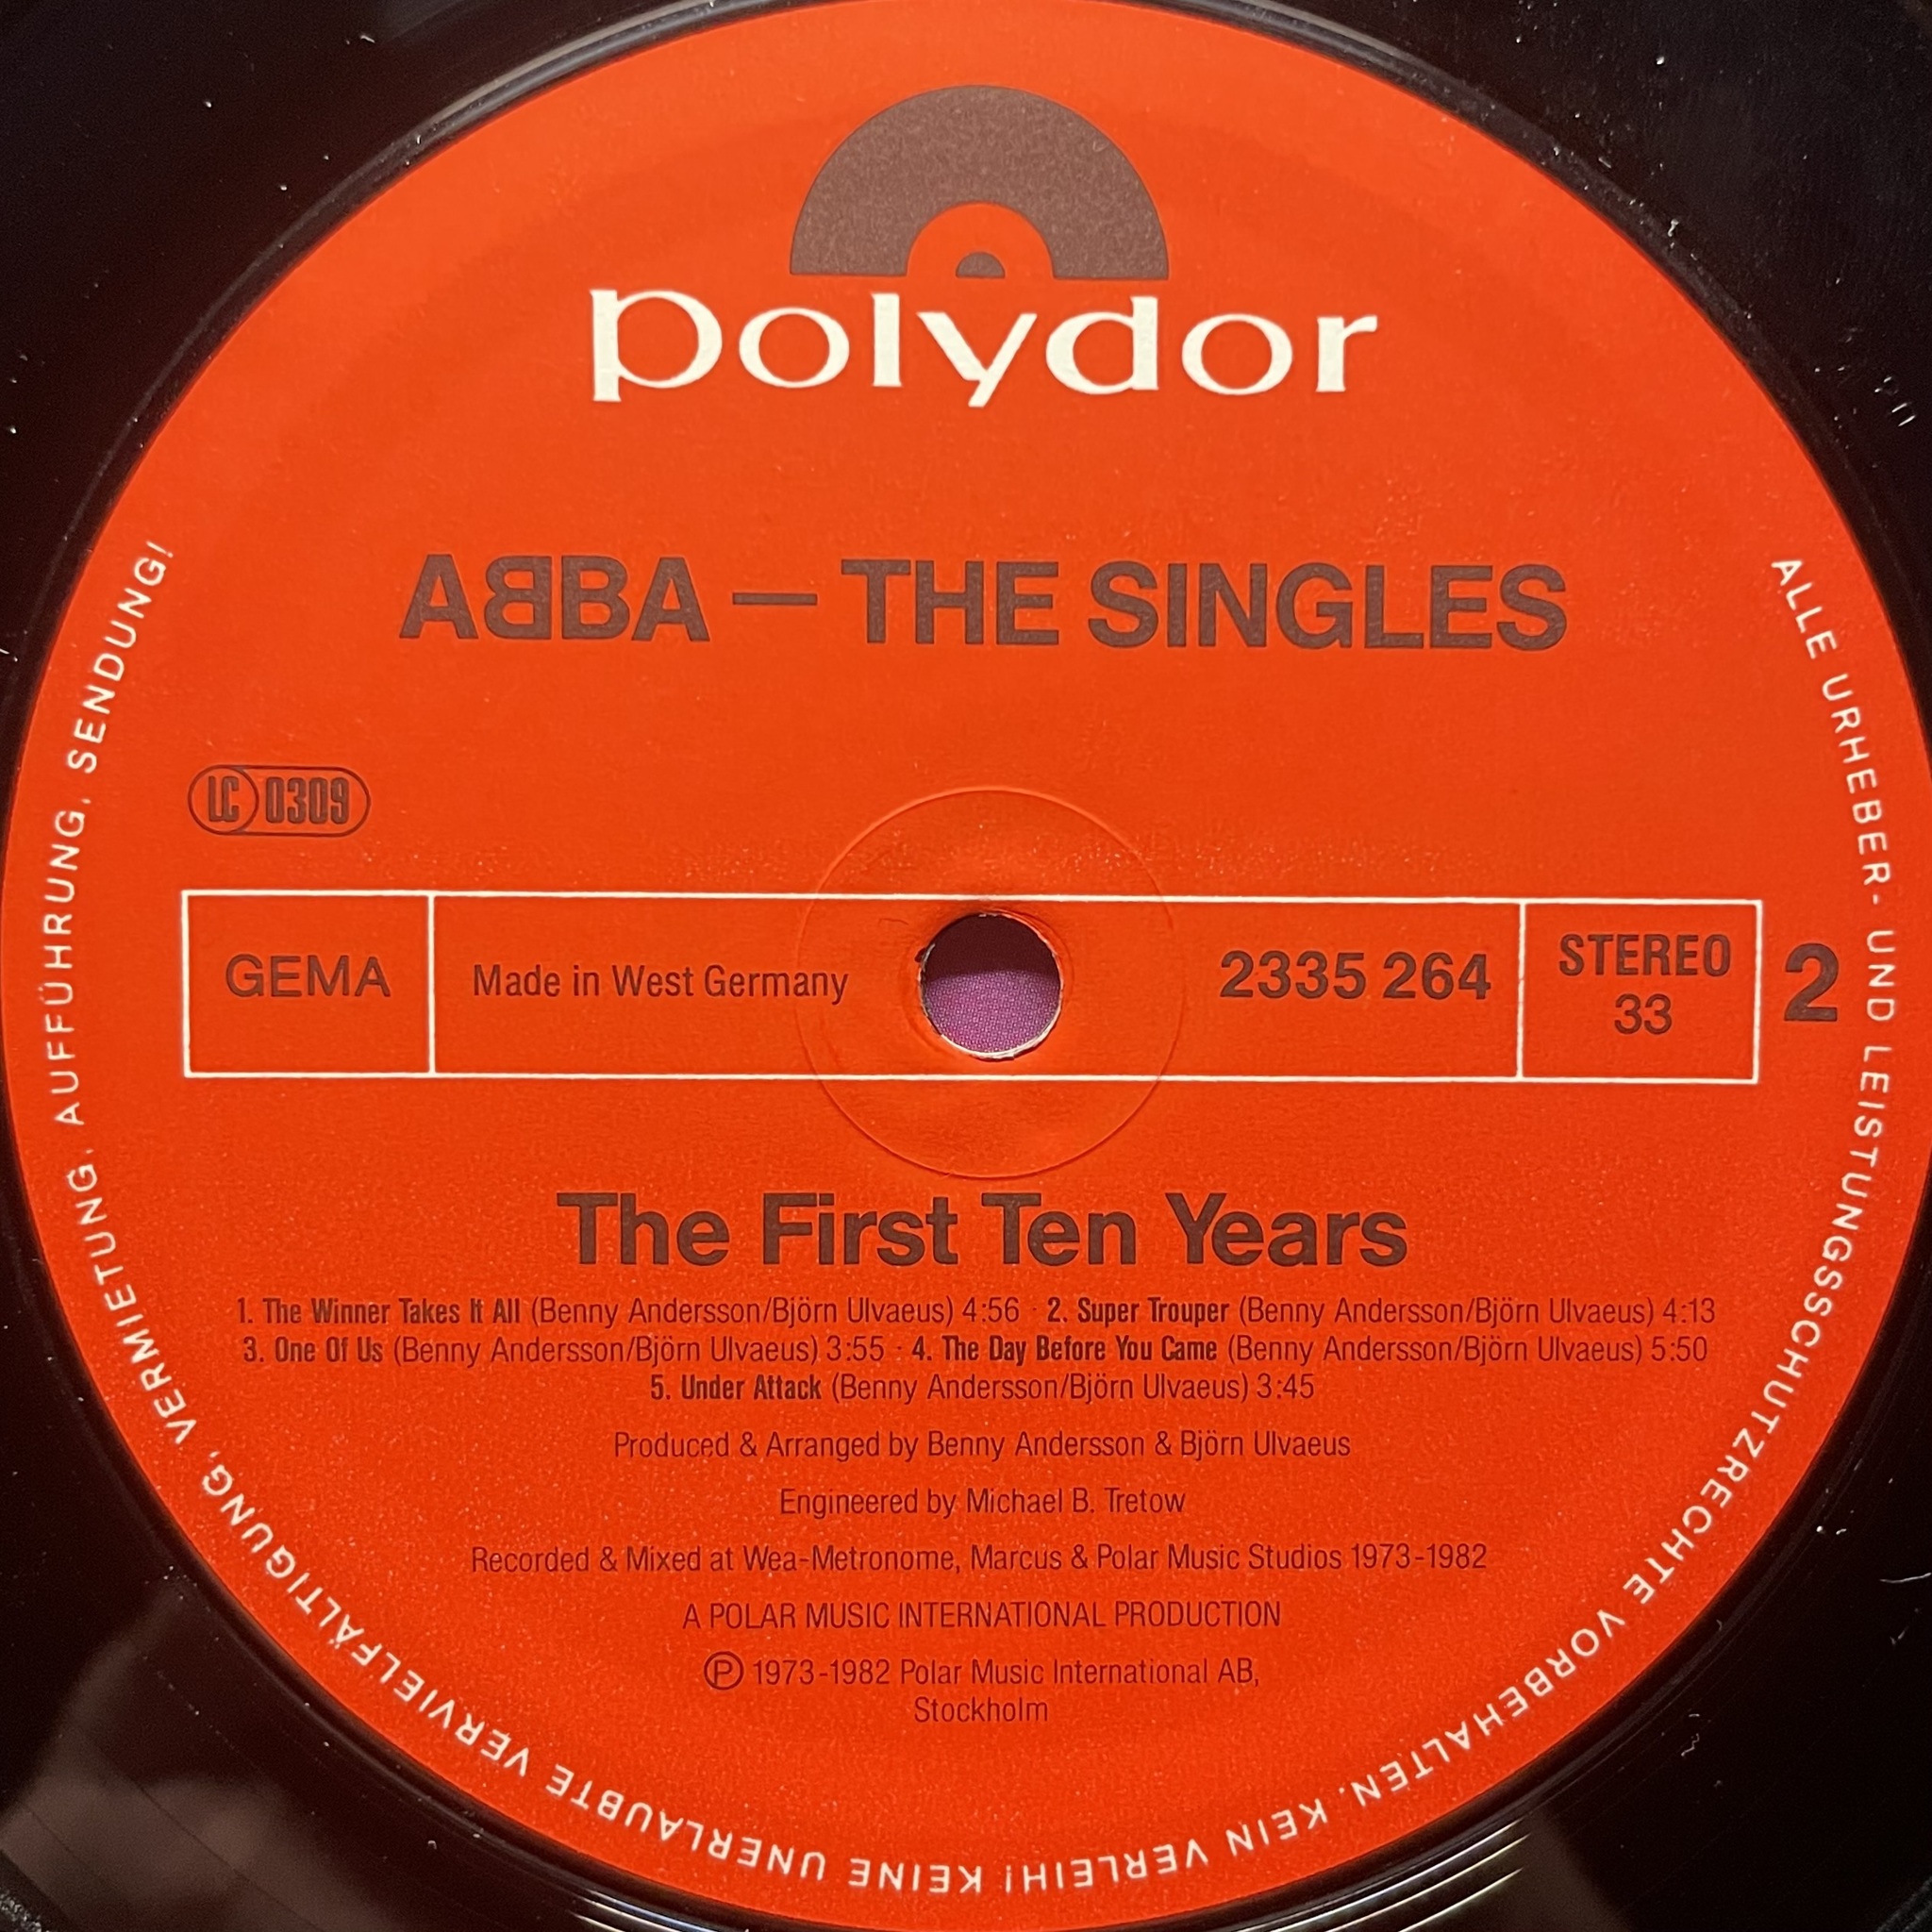 polydor
ABBA — THE SINGLES
LC 0309
GEMA
Made in West Germany
2335 264
STEREO
33
2
The First Ten Years
1. The Winner Takes It All (Benny Andersson/Björn Ulvaeus) 4:56 · 2. Super Trouper (Benny Andersson/Björn Ulvaeus) 4:13
3. One Of Us (Benny Andersson/Björn Ulvaeus) 3:55 · 4. The Day Before You Came (Benny Andersson/Björn Ulvaeus) 5:50
5. Under Attack (Benny Andersson/Björn Ulvaeus) 3:45
Produced & Arranged by Benny Andersson & Björn Ulvaeus
Engineered by Michael B. Tretow
Recorded & Mixed at Wea-Metronome, Marcus & Polar Music Studios 1973-1982
A POLAR MUSIC INTERNATIONAL PRODUCTION
Ⓟ 1973-1982 Polar Music International AB,
Stockholm
ALLE URHEBER- UND LEISTUNGSSCHUTZRECHTE VORBEHALTEN. KEIN VERLEIH! KEINE UNERLAUBTE VERVIELFÄLTIGUNG, VERMIETUNG, AUFFÜHRUNG, SENDUNG!